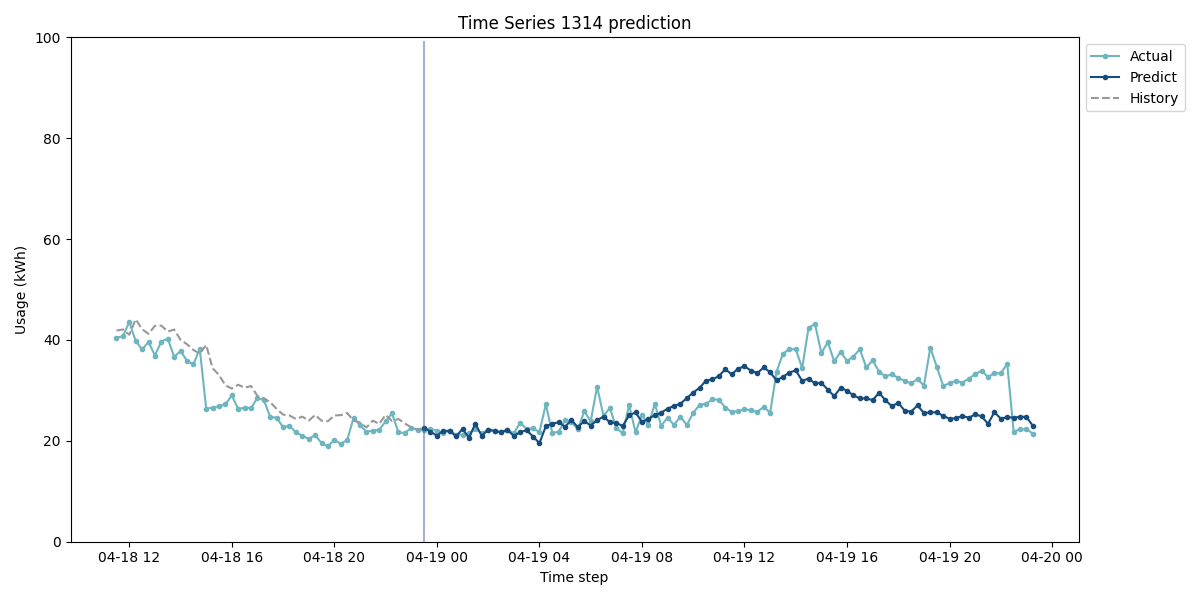 Time Series 1314 prediction
100
80
60
40
20
0
Usage (kWh)
04-18 12 04-18 16 04-18 20 04-19 00 04-19 04 04-19 08 04-19 12 04-19 16 04-19 20 04-20 00
Time step
Actual
Predict
History